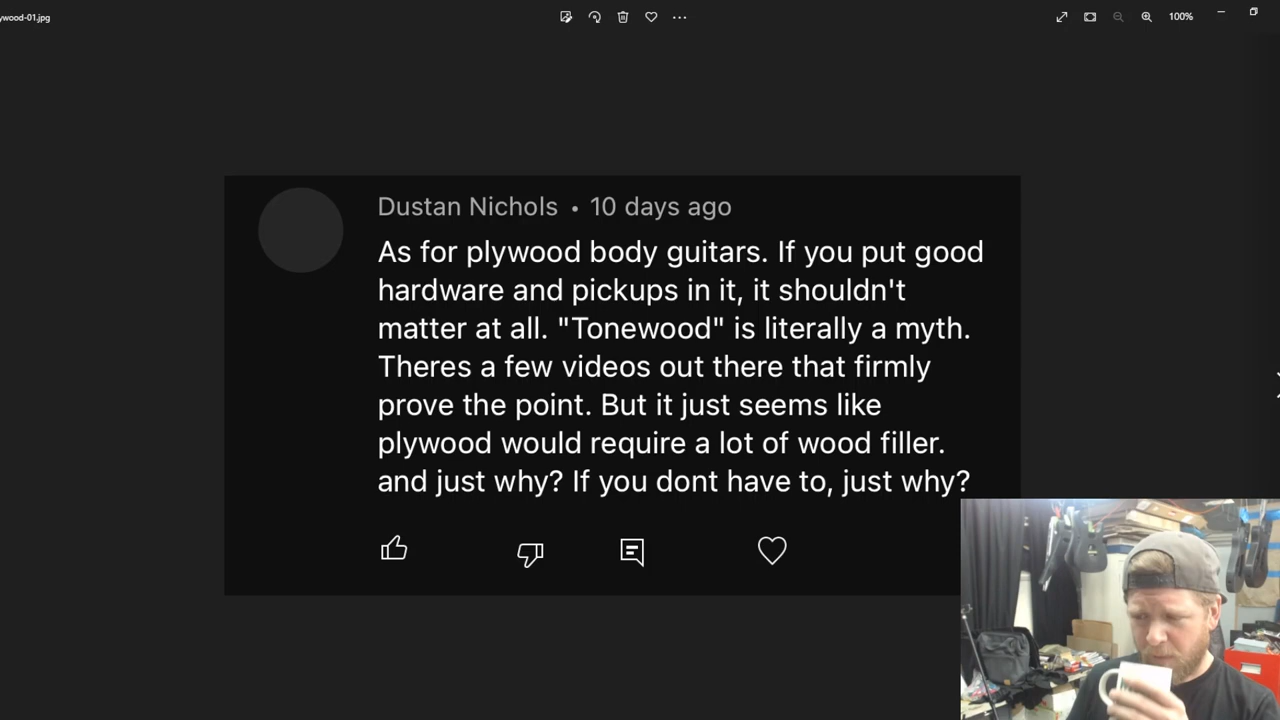 ywood-01.jpg
100%
Dustan Nichols • 10 days ago
As for plywood body guitars. If you put good
hardware and pickups in it, it shouldn't
matter at all. "Tonewood" is literally a myth.
Theres a few videos out there that firmly
prove the point. But it just seems like
plywood would require a lot of wood filler.
and just why? If you dont have to, just why?